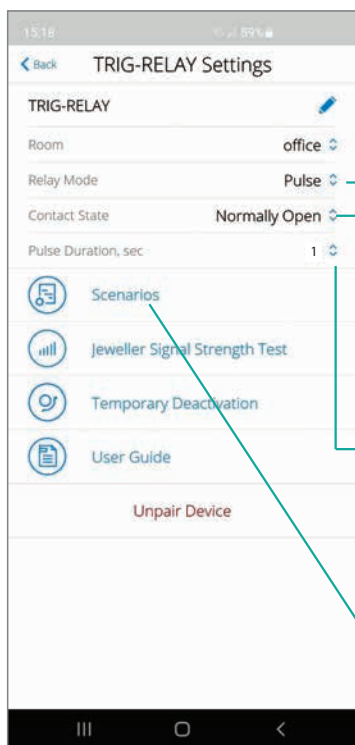 15:18 59%
Back TRIG-RELAY Settings
TRIG-RELAY
Room office
Relay Mode Pulse
Contact State Normally Open
Pulse Duration, sec 1
Scenarios
Jeweller Signal Strength Test
Temporary Deactivation
User Guide
Unpair Device